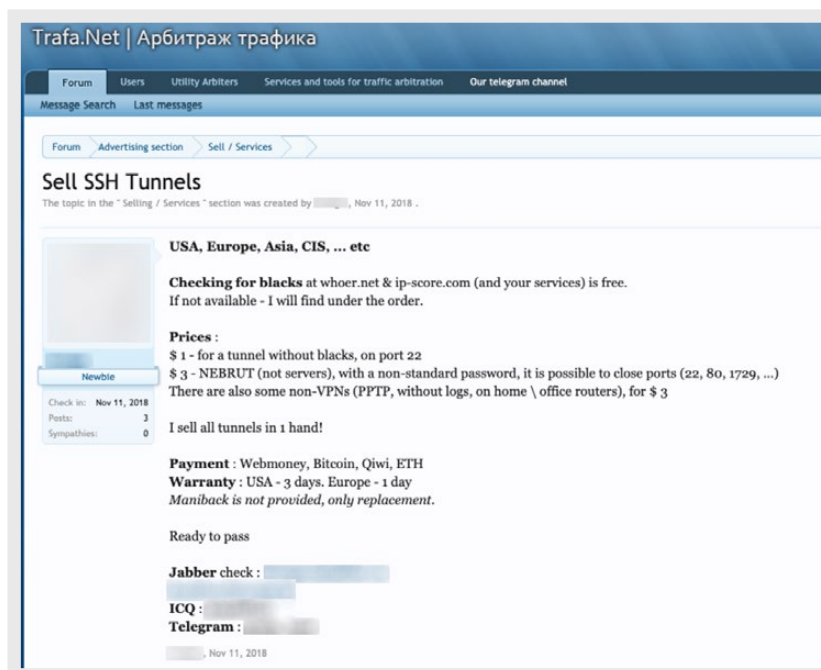 Trafa.Net | Арбитраж трафика
Forum Users Utility Arbiters Services and tools for traffic arbitration Our telegram channel
Message Search Last messages
Forum Advertising section Sell / Services
Sell SSH Tunnels
The topic in the " Selling / Services " section was created by , Nov 11, 2018 .
USA, Europe, Asia, CIS, ... etc
Checking for blacks at whoer.net & ip-score.com (and your services) is free.
If not available - I will find under the order.
Prices :
$ 1 - for a tunnel without blacks, on port 22
$ 3 - NEBRUT (not servers), with a non-standard password, it is possible to close ports (22, 80, 1729, ...)
There are also some non-VPNs (PPTP, without logs, on home \ office routers), for $ 3
Newbie
Check in: Nov 11, 2018
Posts: 3
Sympathies: 0
I sell all tunnels in 1 hand!
Payment : Webmoney, Bitcoin, Qiwi, ETH
Warranty : USA - 3 days. Europe - 1 day
Maniback is not provided, only replacement.
Ready to pass
Jabber check :
ICQ :
Telegram :
, Nov 11, 2018